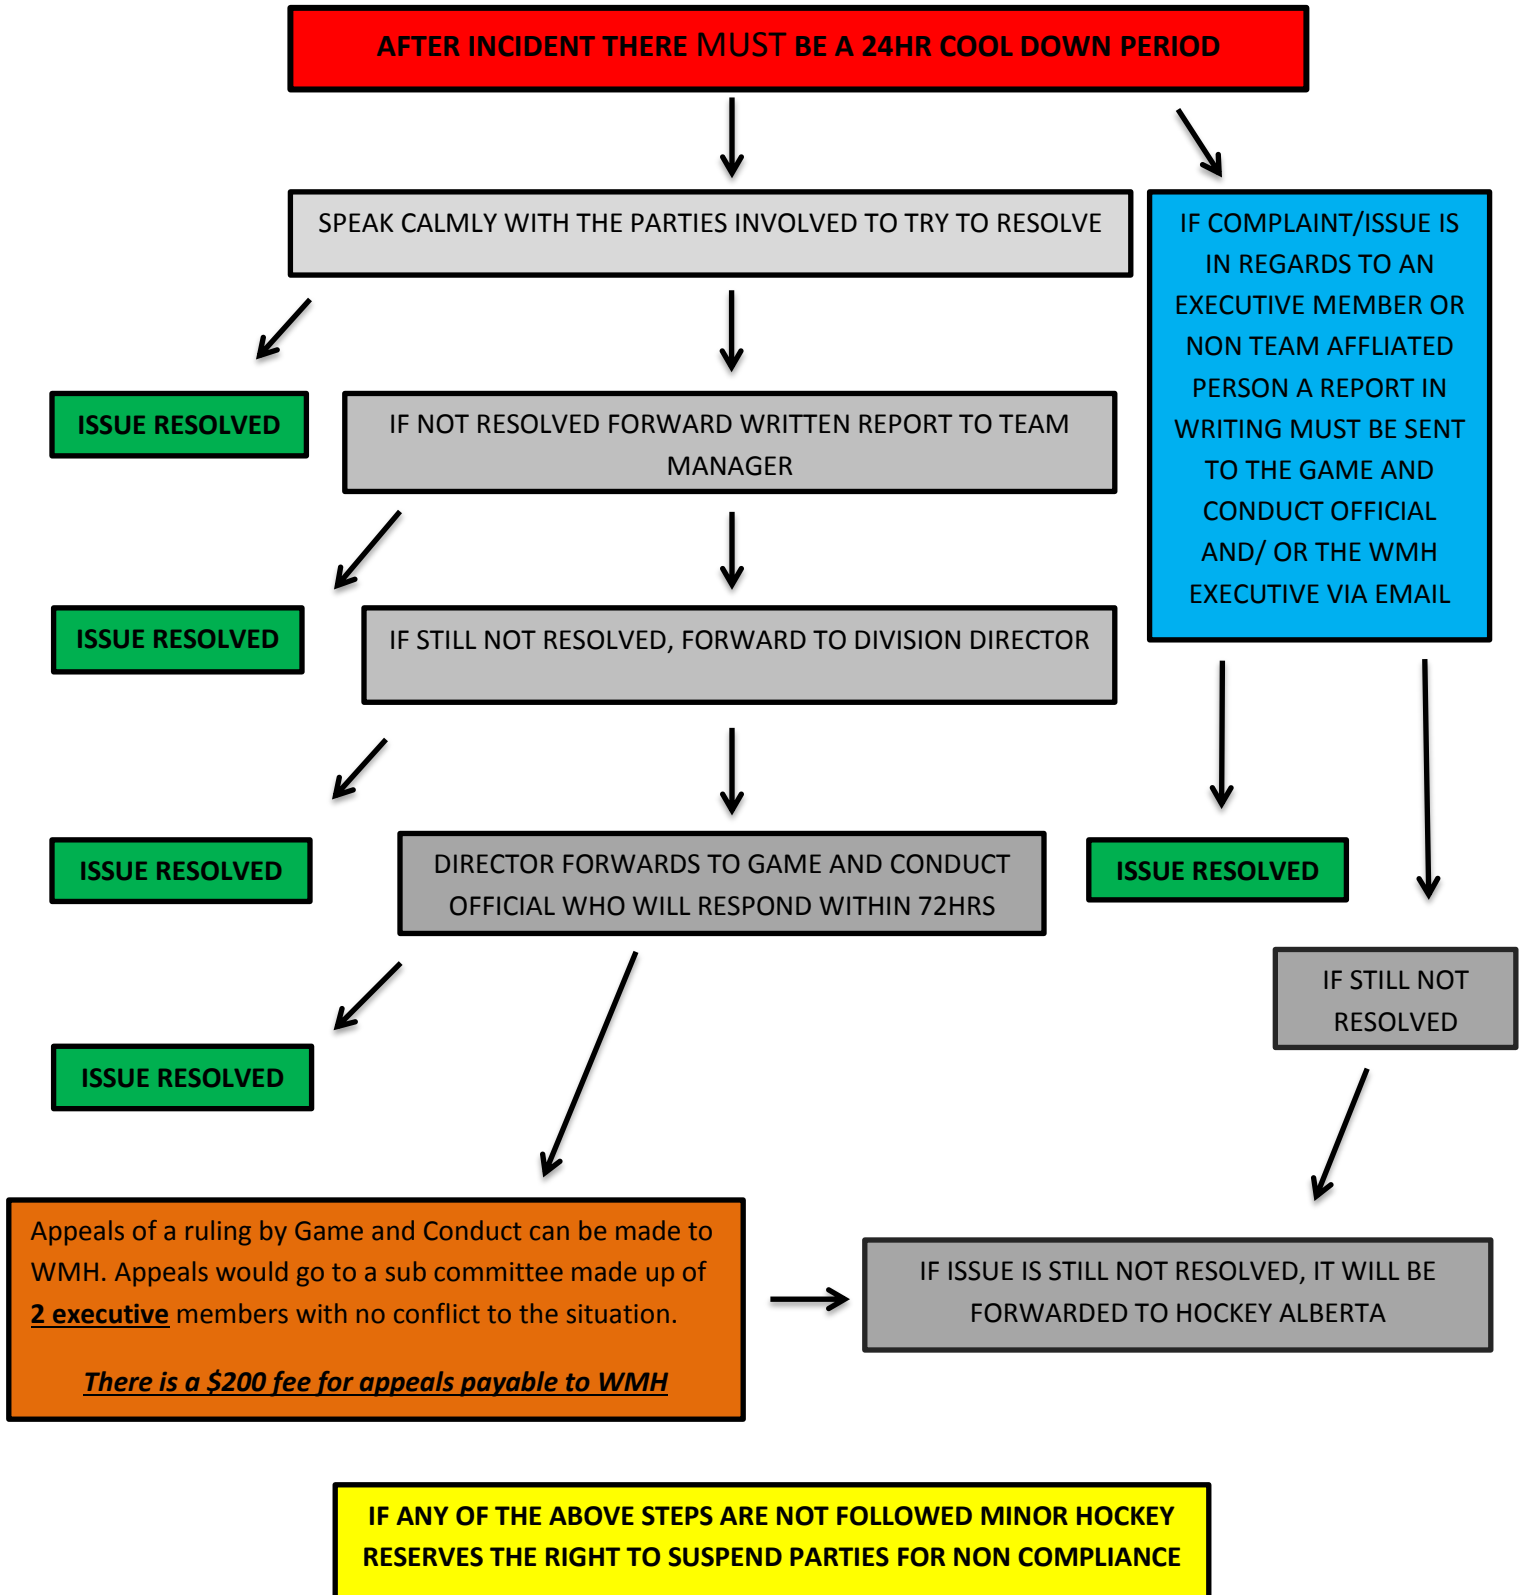 AFTER INCIDENT THERE MUST BE A 24HR COOL DOWN PERIOD
SPEAK CALMLY WITH THE PARTIES INVOLVED TO TRY TO RESOLVE
IF COMPLAINT/ISSUE IS
IN REGARDS TO AN
EXECUTIVE MEMBER OR
NON TEAM AFFLIATED
PERSON A REPORT IN
WRITING MUST BE SENT
TO THE GAME AND
CONDUCT OFFICIAL
AND/ OR THE WMH
EXECUTIVE VIA EMAIL
ISSUE RESOLVED
IF NOT RESOLVED FORWARD WRITTEN REPORT TO TEAM
MANAGER
ISSUE RESOLVED
IF STILL NOT RESOLVED, FORWARD TO DIVISION DIRECTOR
ISSUE RESOLVED
DIRECTOR FORWARDS TO GAME AND CONDUCT
OFFICIAL WHO WILL RESPOND WITHIN 72HRS
ISSUE RESOLVED
IF STILL NOT
RESOLVED
ISSUE RESOLVED
Appeals of a ruling by Game and Conduct can be made to
WMH. Appeals would go to a sub committee made up of
2 executive members with no conflict to the situation.
There is a $200 fee for appeals payable to WMH
IF ISSUE IS STILL NOT RESOLVED, IT WILL BE
FORWARDED TO HOCKEY ALBERTA
IF ANY OF THE ABOVE STEPS ARE NOT FOLLOWED MINOR HOCKEY
RESERVES THE RIGHT TO SUSPEND PARTIES FOR NON COMPLIANCE